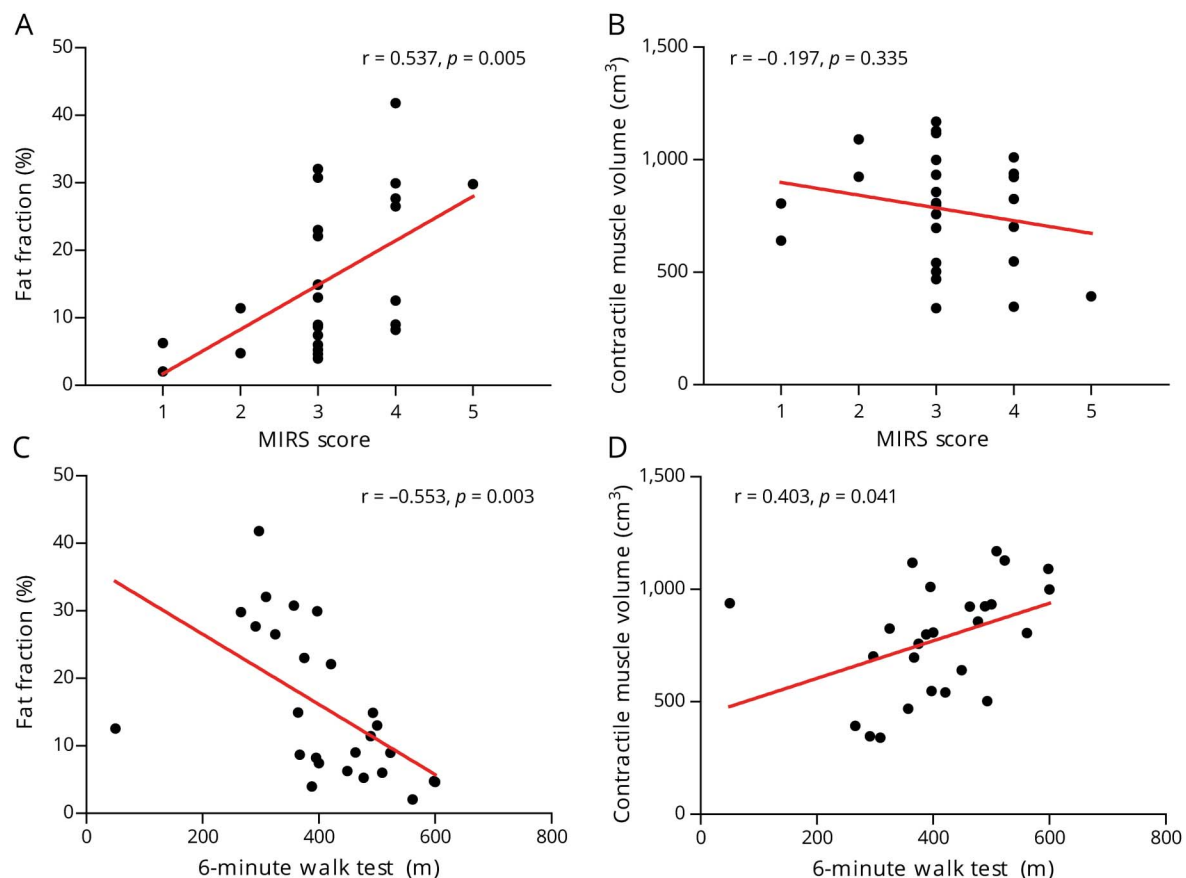 A
r = 0.537, p = 0.005
Fat fraction (%)
50
40
30
20
10
0
1 2 3 4 5
MIRS score
B
r = –0 .197, p = 0.335
Contractile muscle volume (cm³)
1,500
1,000
500
0
1 2 3 4 5
MIRS score
C
r = –0.553, p = 0.003
Fat fraction (%)
50
40
30
20
10
0
0 200 400 600 800
6-minute walk test (m)
D
r = 0.403, p = 0.041
Contractile muscle volume (cm³)
1,500
1,000
500
0
0 200 400 600 800
6-minute walk test (m)